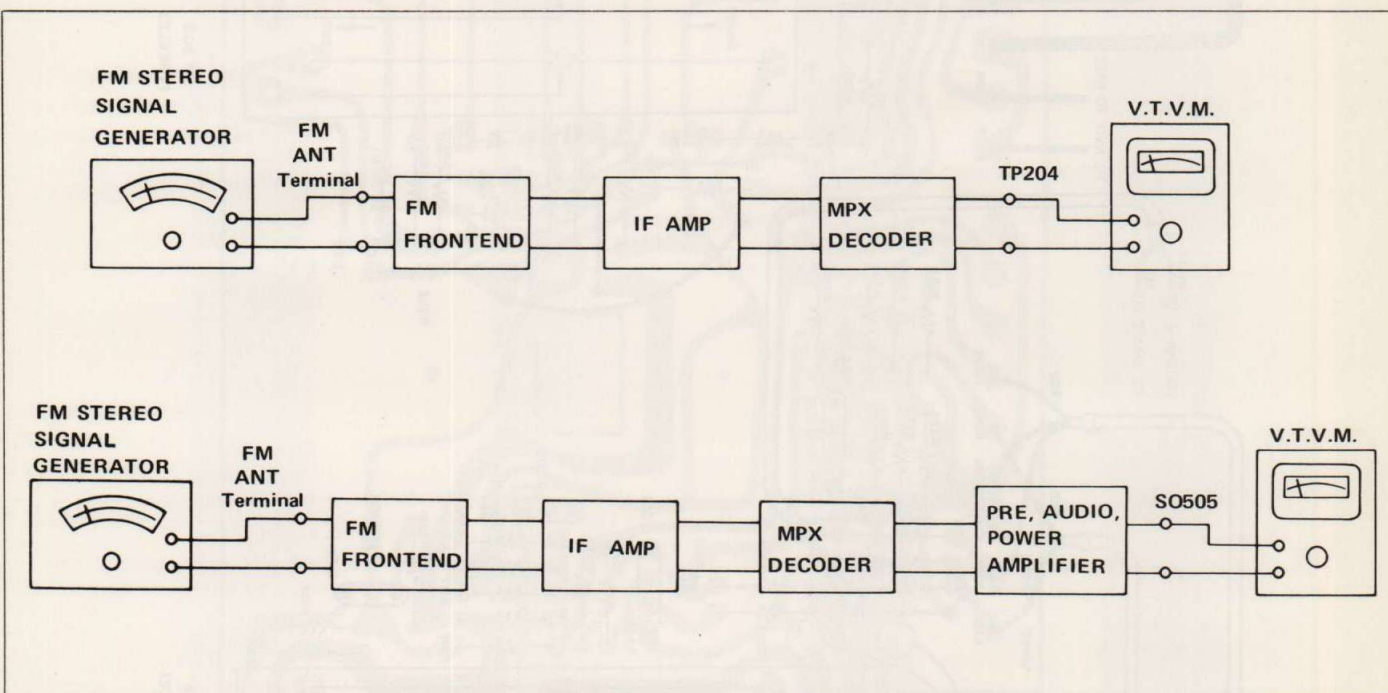 FM STEREO
SIGNAL
GENERATOR
FM
ANT
Terminal
FM
FRONTEND
IF AMP
MPX
DECODER
TP204
V.T.V.M.
FM STEREO
SIGNAL
GENERATOR
FM
ANT
Terminal
FM
FRONTEND
IF AMP
MPX
DECODER
PRE, AUDIO,
POWER
AMPLIFIER
SO505
V.T.V.M.